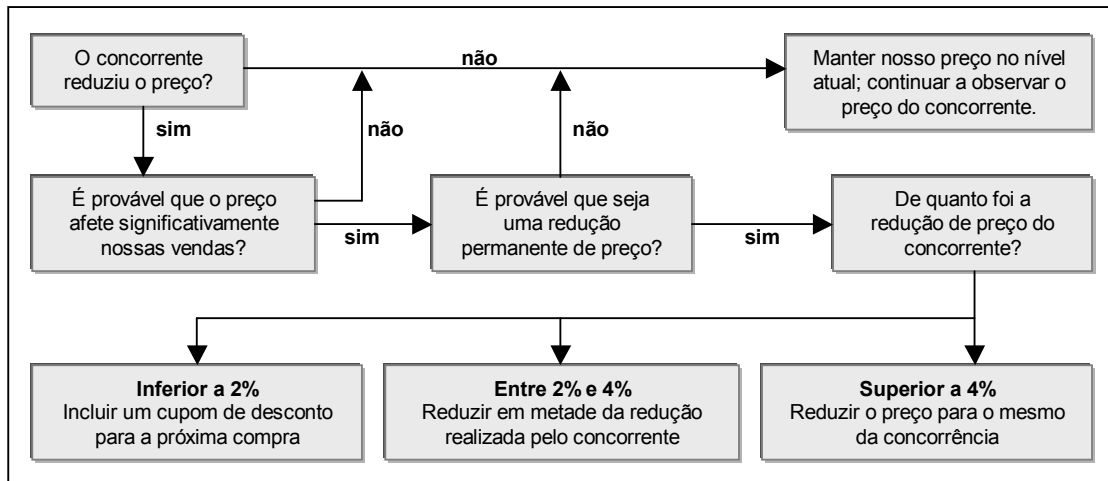 O concorrente
reduziu o preço?
não
Manter nosso preço no nível
atual; continuar a observar o
preço do concorrente.
sim
não
não
É provável que o preço
afete significativamente
nossas vendas?
sim
É provável que seja
uma redução
permanente de preço?
sim
De quanto foi a
redução de preço do
concorrente?
Inferior a 2%
Incluir um cupom de desconto
para a próxima compra
Entre 2% e 4%
Reduzir em metade da redução
realizada pelo concorrente
Superior a 4%
Reduzir o preço para o mesmo
da concorrência